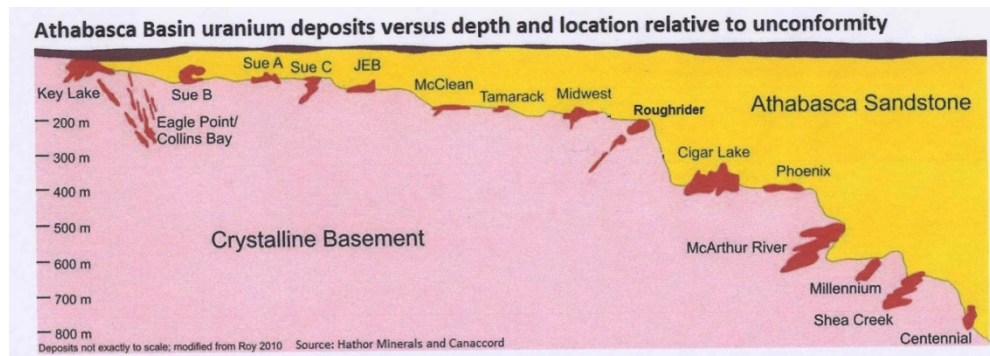 Athabasca Basin uranium deposits versus depth and location relative to unconformity
Key Lake
Sue B
Sue A
Sue C
JEB
McClean
Tamarack
Midwest
Roughrider
Athabasca Sandstone
Eagle Point/
Collins Bay
Cigar Lake
Phoenix
Crystalline Basement
McArthur River
Millennium
Shea Creek
Centennial
200 m
300 m
400 m
500 m
600 m
700 m
800 m
Deposits not exactly to scale; modified from Roy 2010 Source: Hathor Minerals and Canaccord